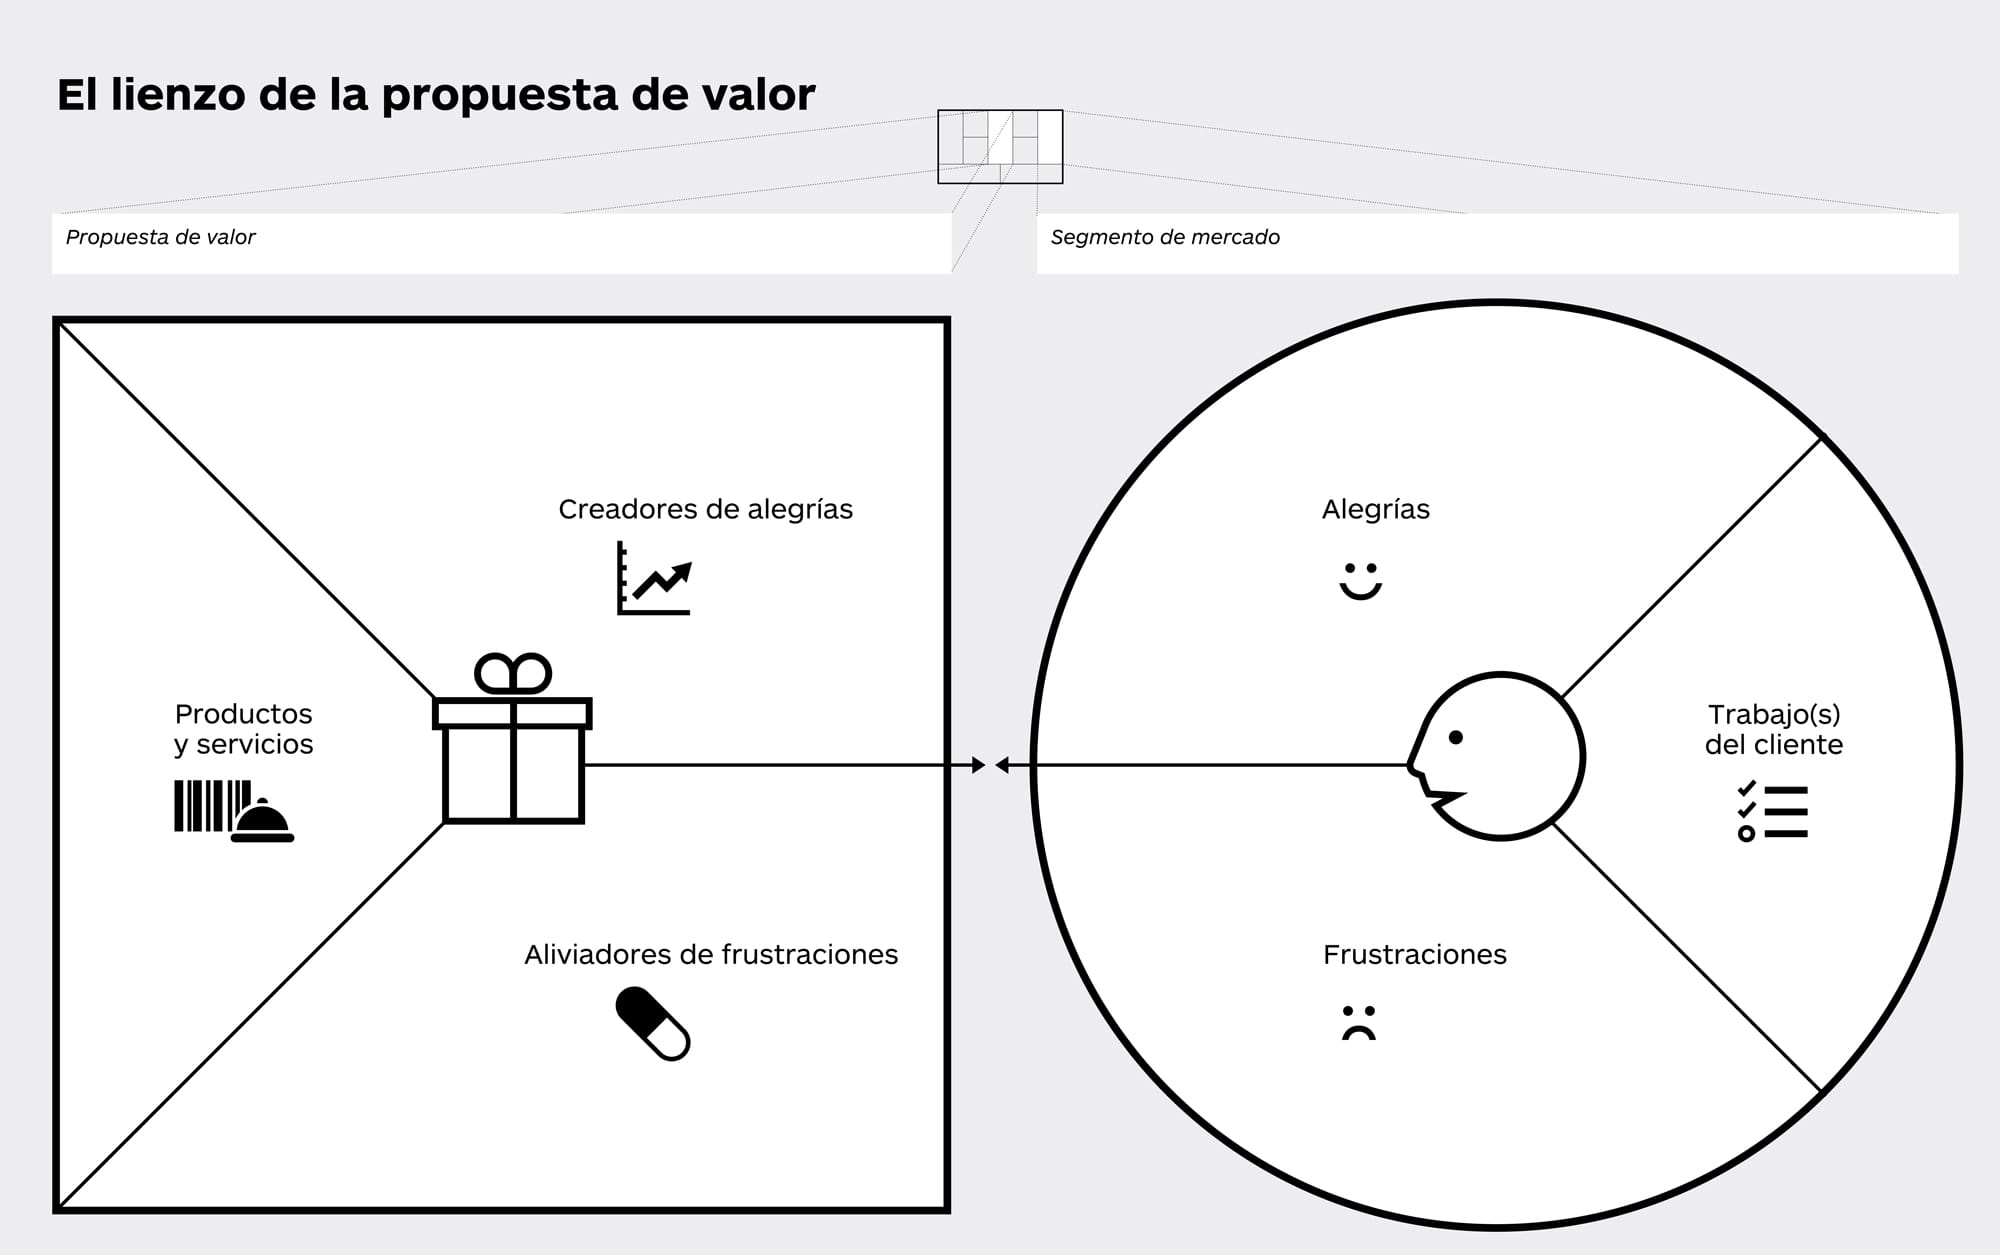 El lienzo de la propuesta de valor
Propuesta de valor
Segmento de mercado
Creadores de alegrías
Productos
y servicios
Aliviadores de frustraciones
Alegrías
Trabajo(s)
del cliente
Frustraciones